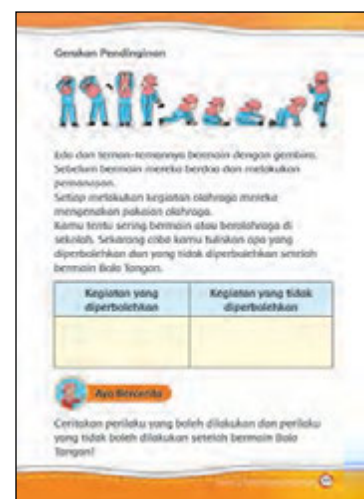 Gerakan Pendinginan
Edo dan teman-temannya bermain dengan gembira.
Sebelum bermain mereka berdoa dan melakukan
pemanasan.
Setiap melakukan kegiatan olahraga mereka
mengenakan pakaian olahraga.
Kamu tentu sering bermain atau berolahraga di
sekolah. Sekarang coba kamu tuliskan apa yang
diperbolehkan dan yang tidak diperbolehkan setelah
bermain Bola Tangan.
Kegiatan yang
diperbolehkan
Kegiatan yang tidak
diperbolehkan
Ayo Bercerita
Ceritakan perilaku yang boleh dilakukan dan perilaku
yang tidak boleh dilakukan setelah bermain Bola
Tangan!